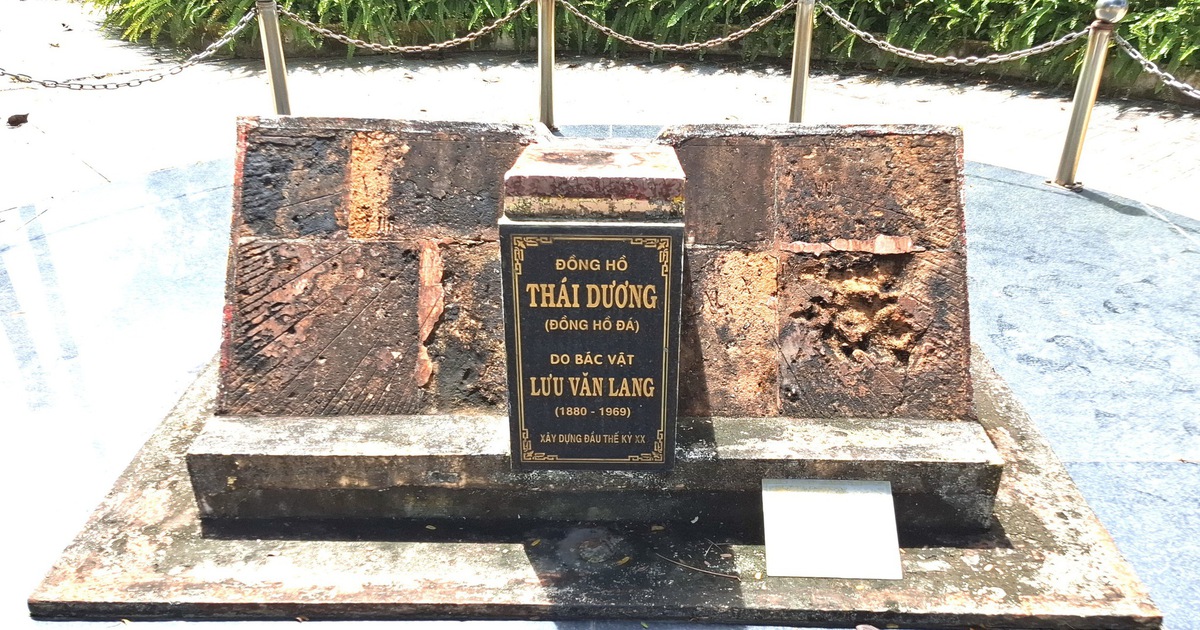 ĐỒNG HỒ
THÁI DƯƠNG
(ĐỒNG HỒ ĐÁ)
DO BÁC VẬT
LƯU VĂN LANG
(1880 - 1969)
XÂY DỰNG ĐẦU THẾ KỶ XX